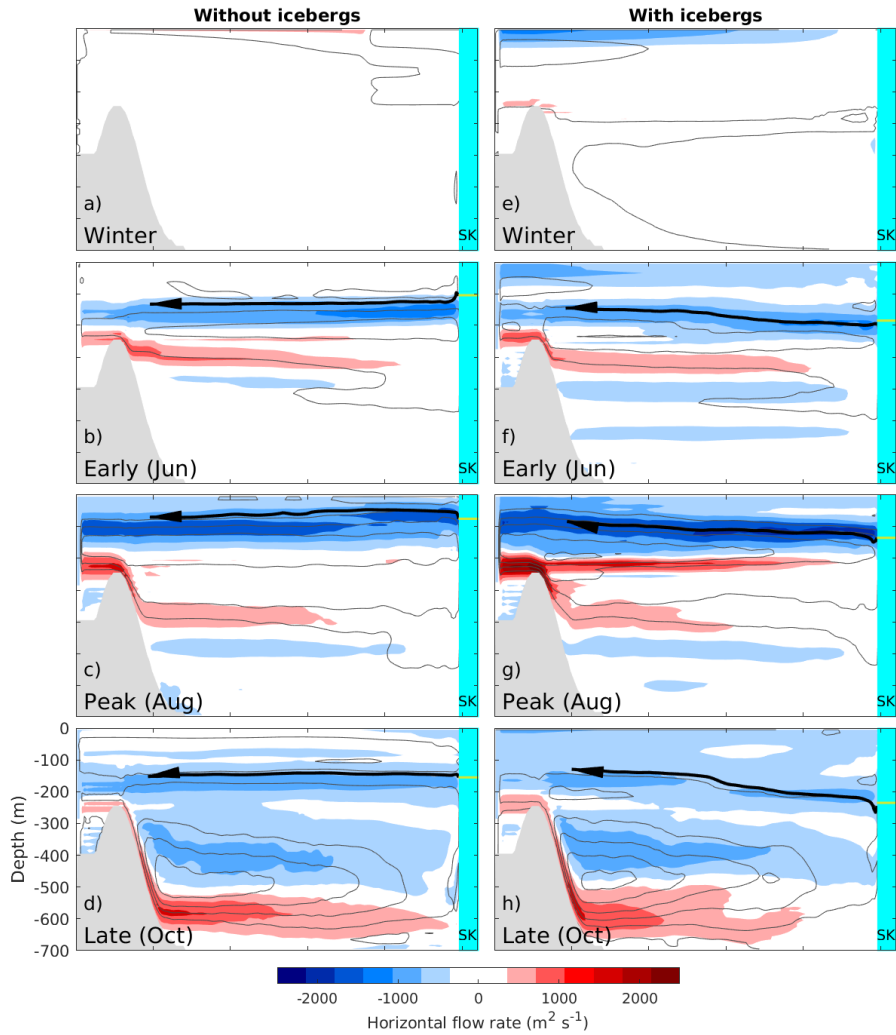 Without icebergs
With icebergs
a)
Winter
SK
e)
Winter
SK
b)
Early (Jun)
SK
f)
Early (Jun)
SK
c)
Peak (Aug)
SK
g)
Peak (Aug)
SK
0
-100
-200
-300
-400
-500
-600
-700
Depth (m)
d)
Late (Oct)
SK
h)
Late (Oct)
SK
-2000 -1000 0 1000 2000
Horizontal flow rate (m² s⁻¹)